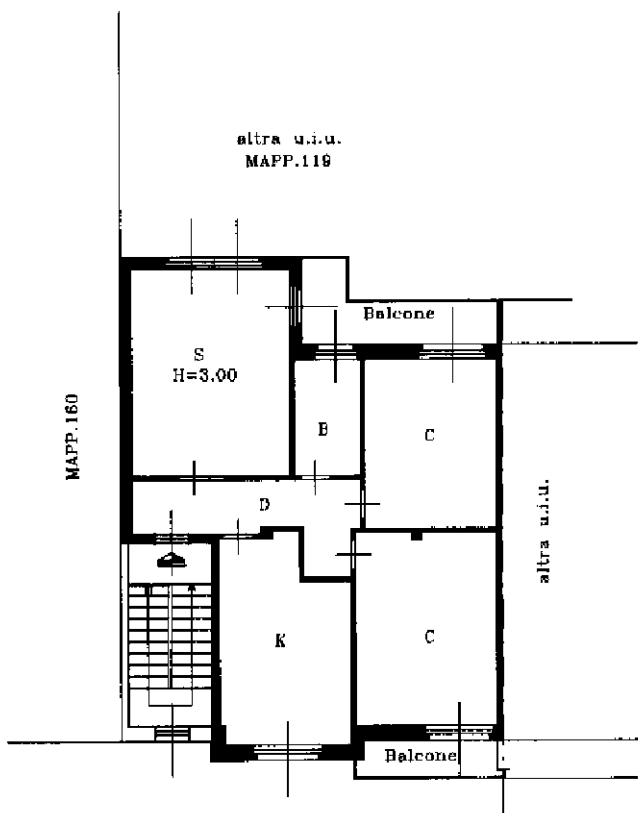 altra u.i.u.
MAPP.119
Balcone
S
H=3.00
MAPP.160
B
C
D
altra u.i.u.
K
C
Balcone